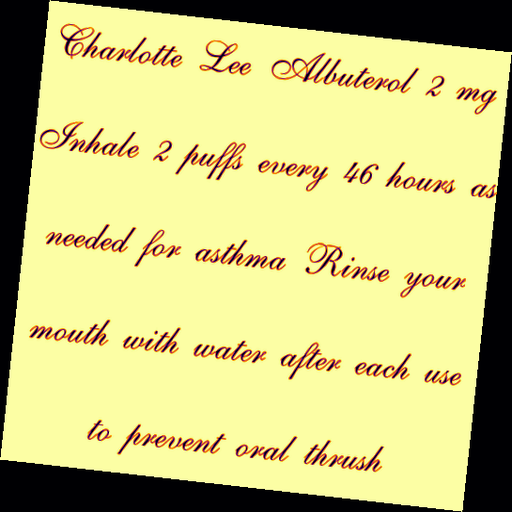 Charlotte Lee Albuterol 2 mg
Inhale 2 puffs every 46 hours as
needed for asthma Rinse your
mouth with water after each use
to prevent oral thrush